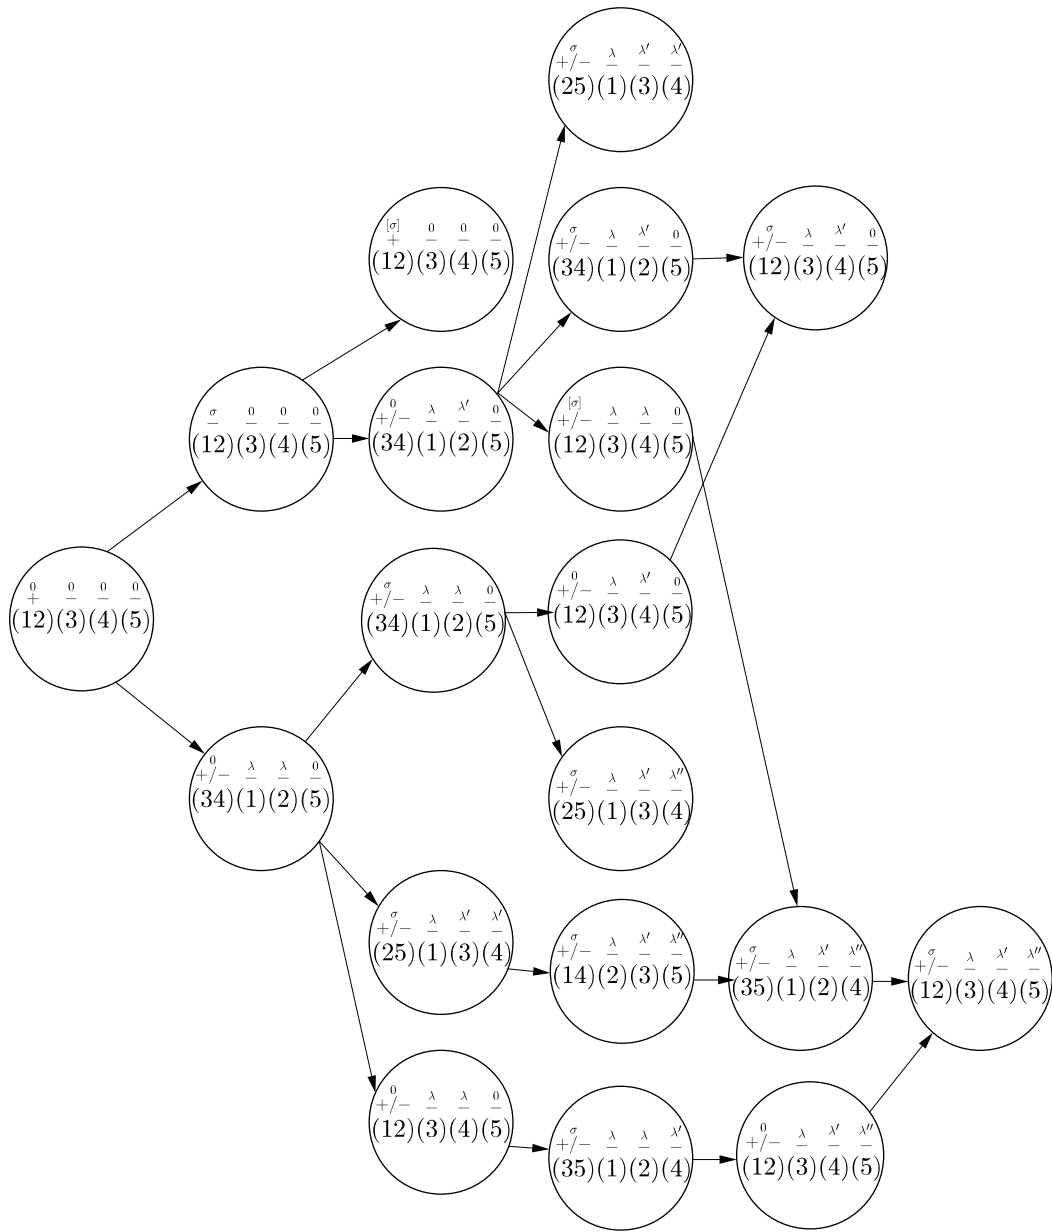 σ λ λ′ λ′
+/− − − −
(25)(1)(3)(4)
[σ] 0 0 0
+ − − −
(12)(3)(4)(5)
σ λ λ′ 0
+/− − − −
(34)(1)(2)(5)
σ λ λ′ 0
+/− − − −
(12)(3)(4)(5)
σ 0 0 0
− − − −
(12)(3)(4)(5)
0 λ λ′ 0
+/− − − −
(34)(1)(2)(5)
[σ] λ λ 0
+/− − − −
(12)(3)(4)(5)
0 0 0 0
+ − − −
(12)(3)(4)(5)
σ λ λ 0
+/− − − −
(34)(1)(2)(5)
0 λ λ′ 0
+/− − − −
(12)(3)(4)(5)
0 λ λ 0
+/− − − −
(34)(1)(2)(5)
σ λ λ′ λ′′
+/− − − −
(25)(1)(3)(4)
σ λ λ′ λ′
+/− − − −
(25)(1)(3)(4)
σ λ λ′ λ′′
+/− − − −
(14)(2)(3)(5)
σ λ λ′ λ′′
+/− − − −
(35)(1)(2)(4)
σ λ λ′ λ′′
+/− − − −
(12)(3)(4)(5)
0 λ λ 0
+/− − − −
(12)(3)(4)(5)
σ λ λ λ′
+/− − − −
(35)(1)(2)(4)
0 λ λ′ λ′′
+/− − − −
(12)(3)(4)(5)